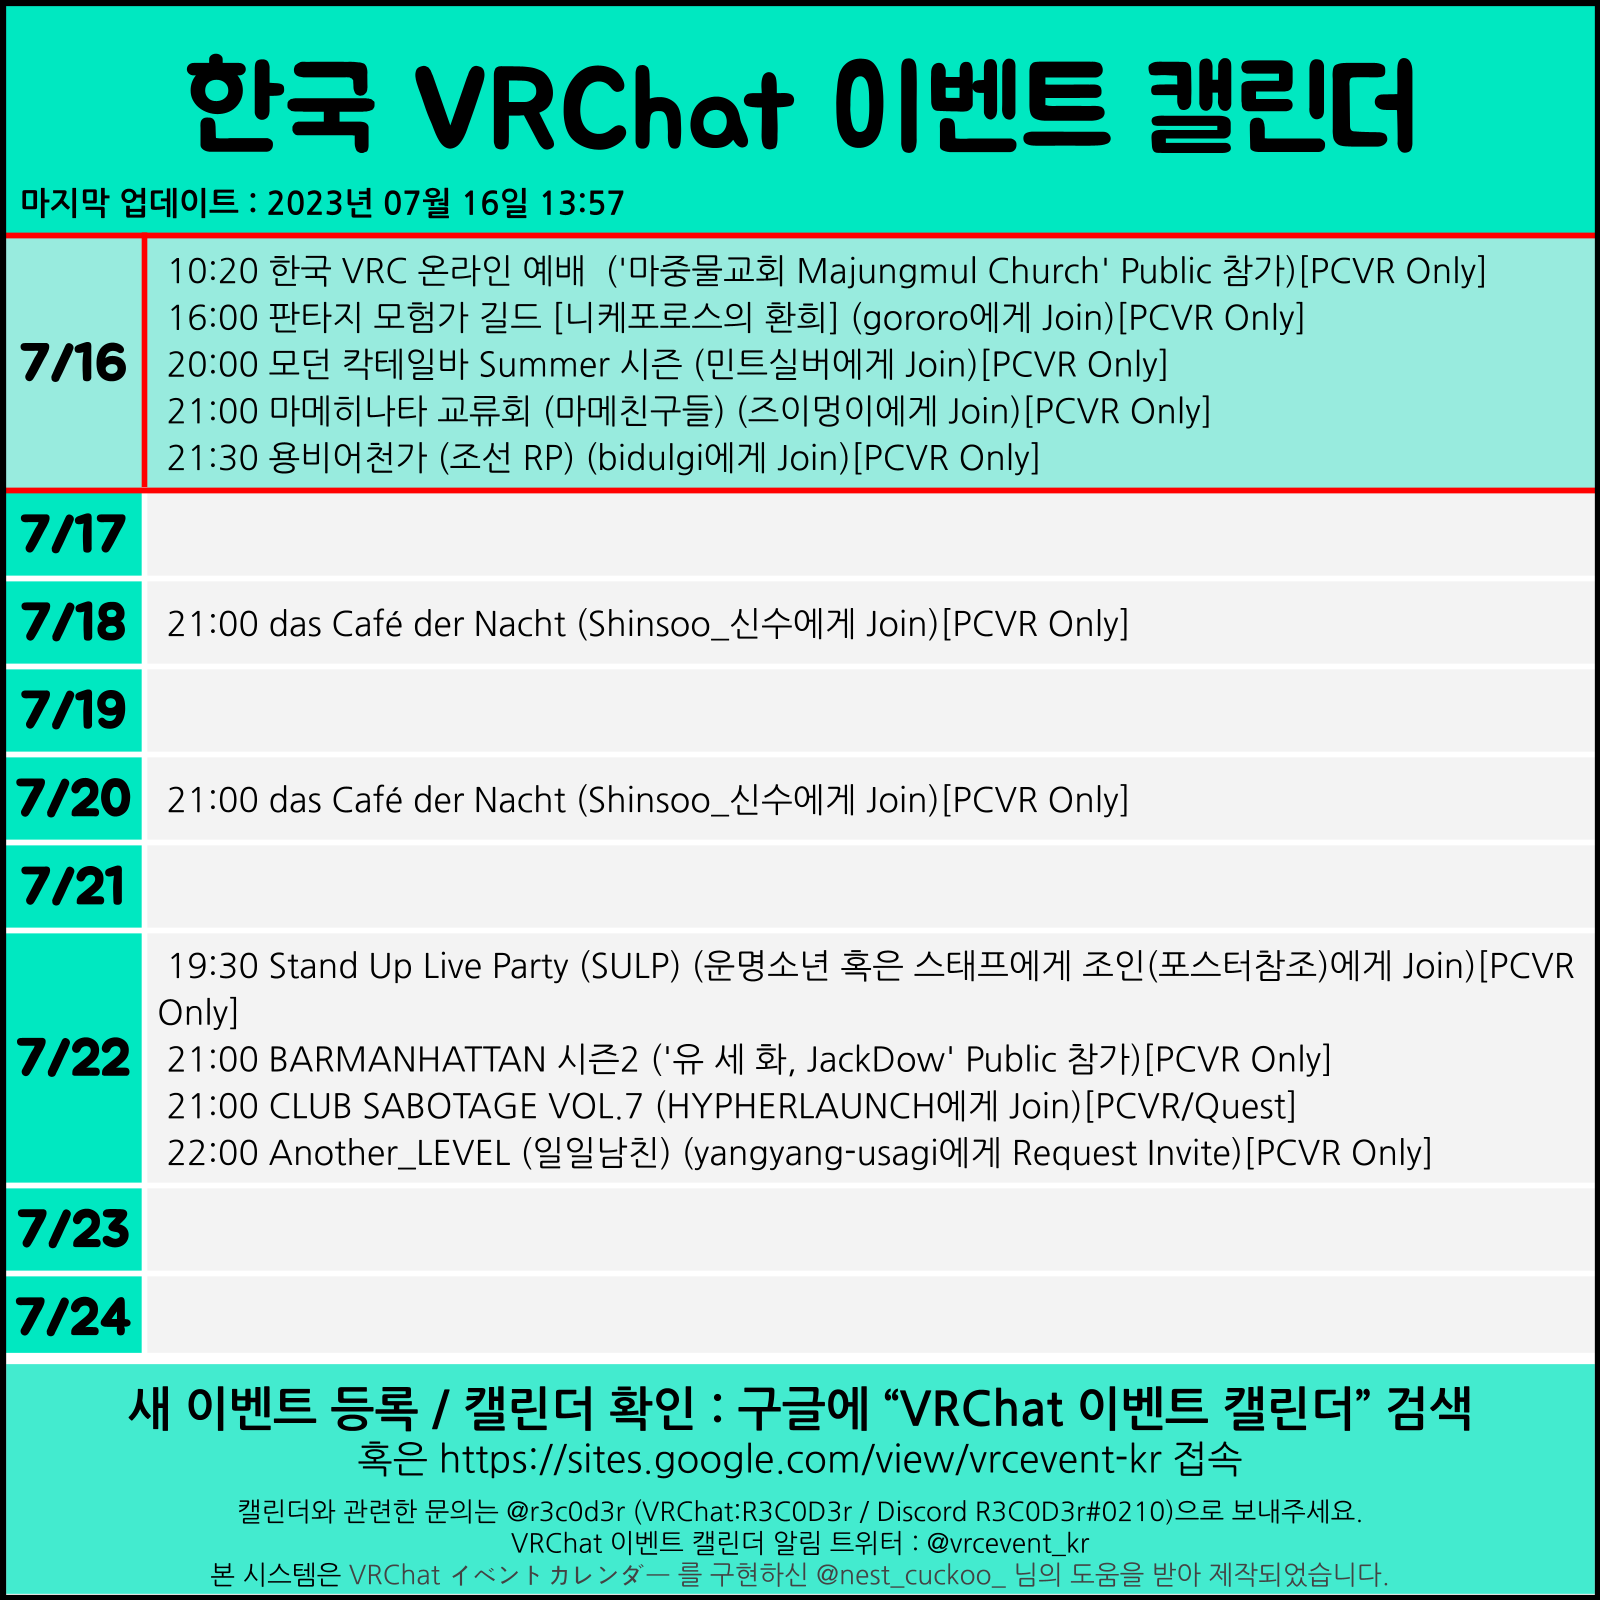 한국 VRChat 이벤트 캘린더
마지막 업데이트 : 2023년 07월 16일 13:57
7/16
10:20 한국 VRC 온라인 예배 ('마중물교회 Majungmul Church' Public 참가)[PCVR Only]
16:00 판타지 모험가 길드 [니케포로스의 환희] (gororo에게 Join)[PCVR Only]
20:00 모던 칵테일바 Summer 시즌 (민트실버에게 Join)[PCVR Only]
21:00 마메히나타 교류회 (마메친구들) (즈이멍이에게 Join)[PCVR Only]
21:30 용비어천가 (조선 RP) (bidulgi에게 Join)[PCVR Only]
7/17
7/18
21:00 das Café der Nacht (Shinsoo_신수에게 Join)[PCVR Only]
7/19
7/20
21:00 das Café der Nacht (Shinsoo_신수에게 Join)[PCVR Only]
7/21
7/22
19:30 Stand Up Live Party (SULP) (운명소년 혹은 스태프에게 조인(포스터참조)에게 Join)[PCVR
Only]
21:00 BARMANHATTAN 시즌2 ('유 세 화, JackDow' Public 참가)[PCVR Only]
21:00 CLUB SABOTAGE VOL.7 (HYPHERLAUNCH에게 Join)[PCVR/Quest]
22:00 Another_LEVEL (일일남친) (yangyang-usagi에게 Request Invite)[PCVR Only]
7/23
7/24
새 이벤트 등록 / 캘린더 확인 : 구글에 “VRChat 이벤트 캘린더” 검색
혹은 https://sites.google.com/view/vrcevent-kr 접속
캘린더와 관련한 문의는 @r3c0d3r (VRChat:R3C0D3r / Discord R3C0D3r#0210)으로 보내주세요.
VRChat 이벤트 캘린더 알림 트위터 : @vrcevent_kr
본 시스템은 VRChat イベントカレンダー 를 구현하신 @nest_cuckoo_ 님의 도움을 받아 제작되었습니다.